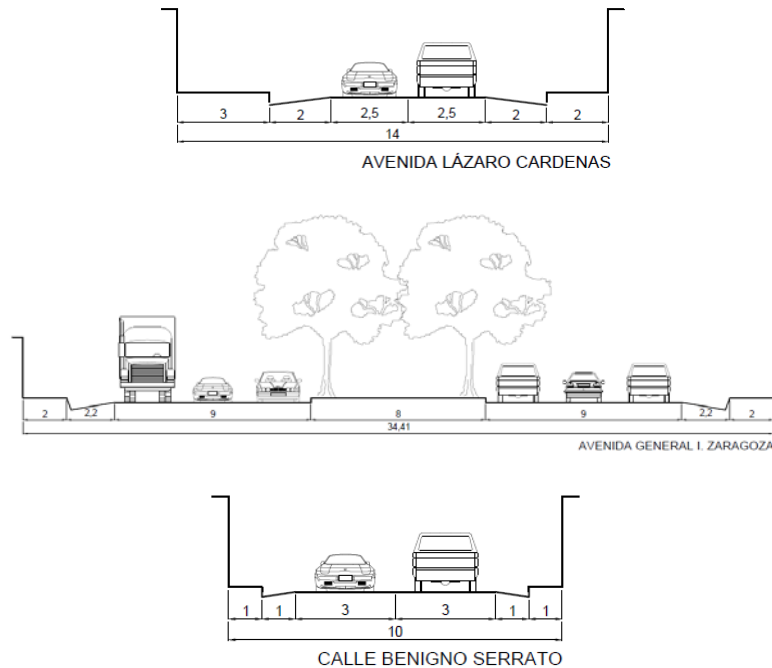 3 2 2,5 2,5 2 2
14
AVENIDA LÁZARO CARDENAS
2 2,2 9 8 9 2,2 2
34,41
AVENIDA GENERAL I. ZARAGOZA
1 1 3 3 1 1
10
CALLE BENIGNO SERRATO